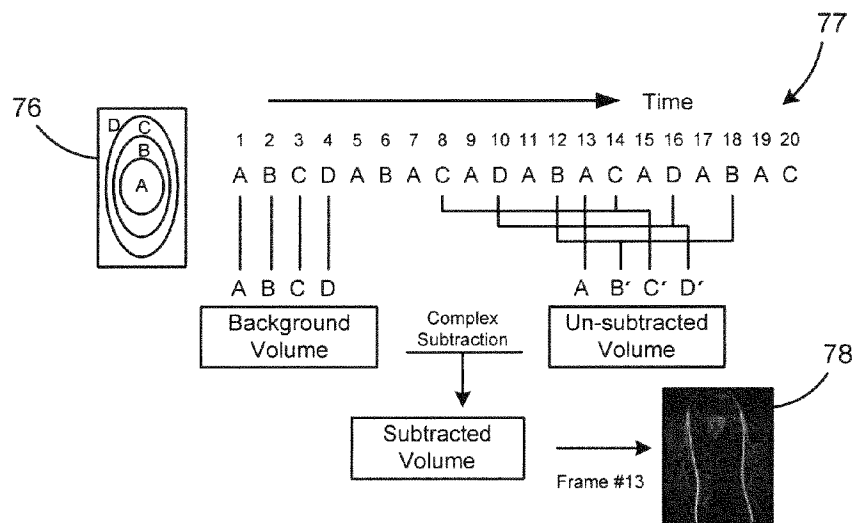 77
76
Time
D C B A
1 2 3 4 5 6 7 8 9 10 11 12 13 14 15 16 17 18 19 20
A B C D A B A C A D A B A C A D A B A C
A B C D
A B′ C′ D′
Background
Volume
Complex
Subtraction
Un-subtracted
Volume
78
Subtracted
Volume
Frame #13